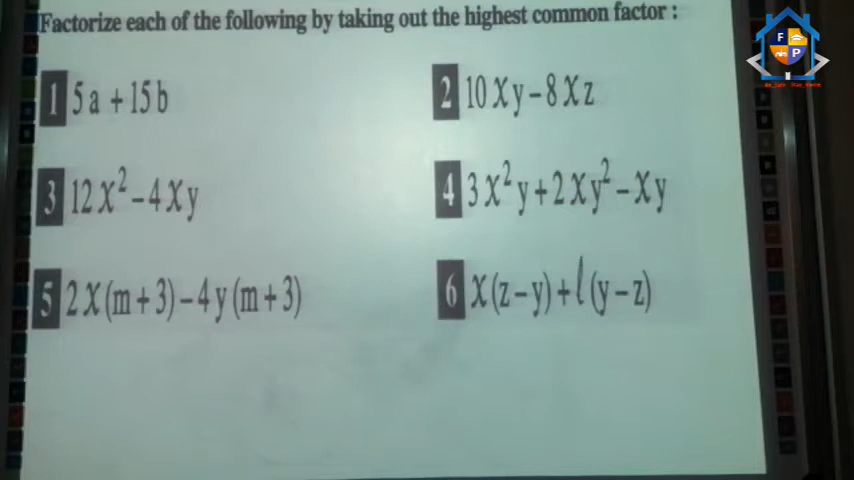 Factorize each of the following by taking out the highest common factor :
1 5a + 15b
2 10Xy - 8Xz
3 12X² - 4Xy
4 3X²y + 2Xy² - Xy
5 2X(m + 3) - 4y(m + 3)
6 X(z - y) + l(y - z)
F
P